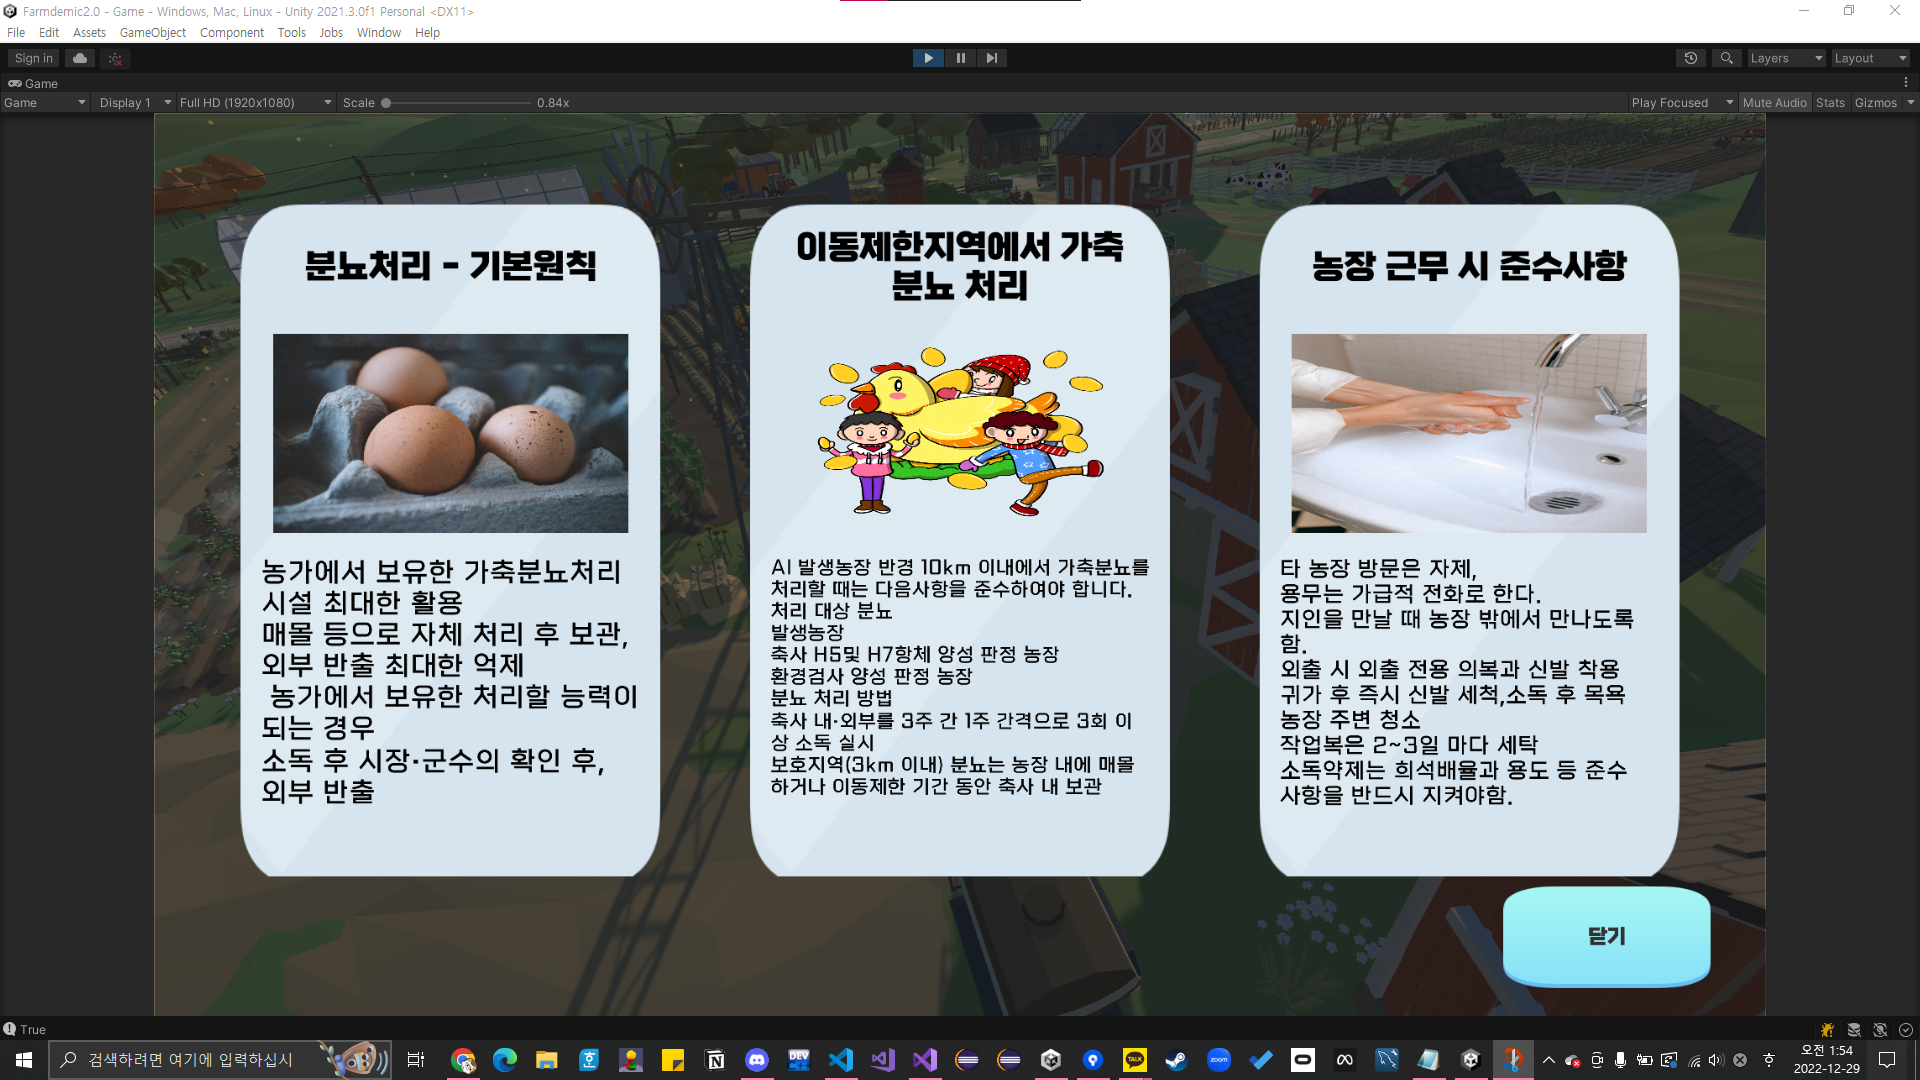 Farmdemic2.0 - Game - Windows, Mac, Linux - Unity 2021.3.0f1 Personal <DX11>
File Edit Assets GameObject Component Tools Jobs Window Help
Sign in
Layers
Layout
Game
Game
Display 1
Full HD (1920x1080)
Scale
0.84x
Play Focused
Mute Audio
Stats
Gizmos
분뇨처리 - 기본원칙
농가에서 보유한 가축분뇨처리
시설 최대한 활용
매몰 등으로 자체 처리 후 보관,
외부 반출 최대한 억제
농가에서 보유한 처리할 능력이
되는 경우
소독 후 시장·군수의 확인 후,
외부 반출
이동제한지역에서 가축
분뇨 처리
AI 발생농장 반경 10km 이내에서 가축분뇨를
처리할 때는 다음사항을 준수하여야 합니다.
처리 대상 분뇨
발생농장
축사 H5및 H7항체 양성 판정 농장
환경검사 양성 판정 농장
분뇨 처리 방법
축사 내·외부를 3주 간 1주 간격으로 3회 이
상 소독 실시
보호지역(3km 이내) 분뇨는 농장 내에 매몰
하거나 이동제한 기간 동안 축사 내 보관
농장 근무 시 준수사항
타 농장 방문은 자제,
용무는 가급적 전화로 한다.
지인을 만날 때 농장 밖에서 만나도록
함.
외출 시 외출 전용 의복과 신발 착용
귀가 후 즉시 신발 세척,소독 후 목욕
농장 주변 청소
작업복은 2~3일 마다 세탁
소독약제는 희석배율과 용도 등 준수
사항을 반드시 지켜야함.
닫기
True
검색하려면 여기에 입력하십시
DEV
TALK
zoom
오전 1:54
2022-12-29